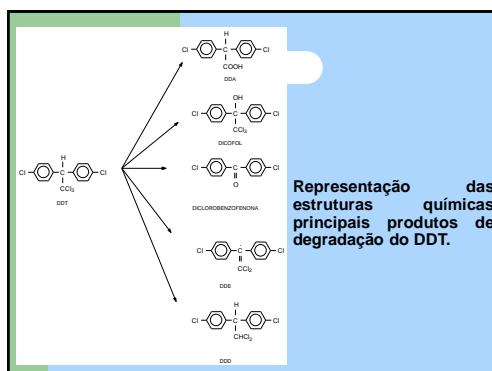 H
Cl C Cl
COOH
DDA
OH
Cl C Cl
CCl3
DICOFOL
H
Cl C Cl
CCl3
DDT
Cl C Cl
O
DICLOROBENZOFENONA
Cl C Cl
CCl2
DDE
H
Cl C Cl
CHCl2
DDD
Representação das
estruturas químicas
principais produtos de
degradação do DDT.